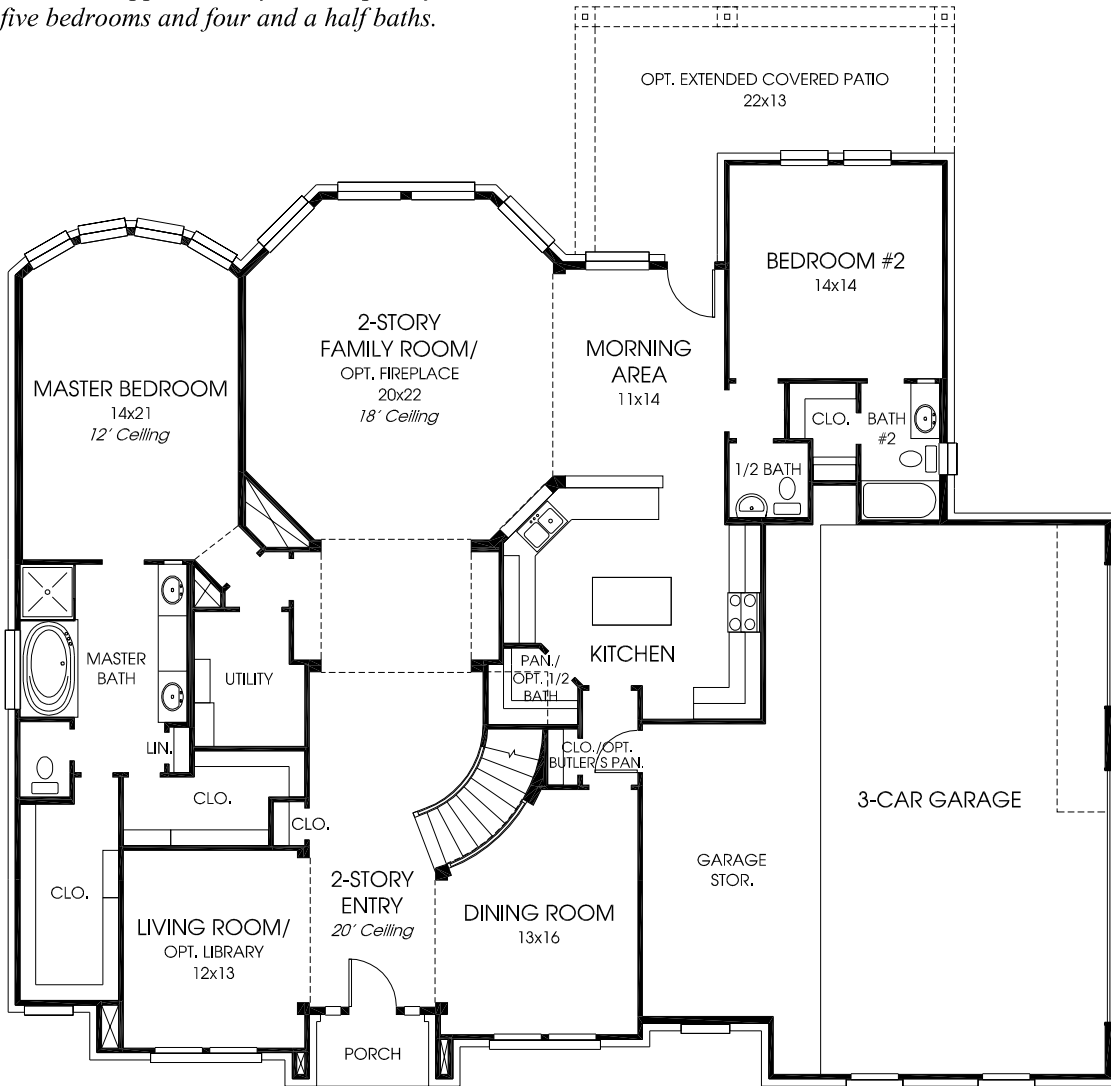 five bedrooms and four and a half baths.
OPT. EXTENDED COVERED PATIO
22x13
BEDROOM #2
14x14
2-STORY
FAMILY ROOM/
OPT. FIREPLACE
20x22
18' Ceiling
MORNING
AREA
11x14
MASTER BEDROOM
14x21
12' Ceiling
CLO.
BATH
#2
1/2 BATH
KITCHEN
MASTER
BATH
UTILITY
PAN./
OPT. 1/2
BATH
LIN.
CLO./OPT.
BUTLER'S PAN.
CLO.
CLO.
3-CAR GARAGE
GARAGE
STOR.
CLO.
2-STORY
ENTRY
20' Ceiling
LIVING ROOM/
OPT. LIBRARY
12x13
DINING ROOM
13x16
PORCH